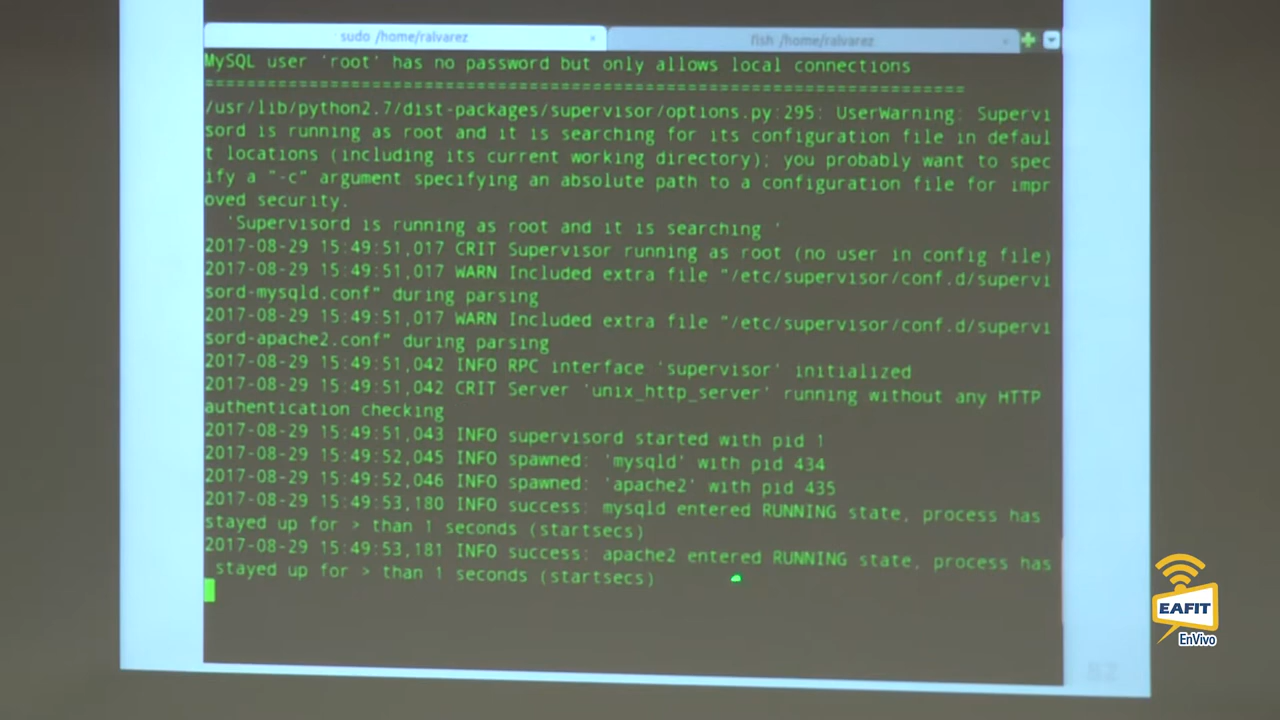 sudo /home/ralvarez
fish /home/ralvarez
MySQL user 'root' has no password but only allows local connections
========================================================================
/usr/lib/python2.7/dist-packages/supervisor/options.py:295: UserWarning: Supervi
sord is running as root and it is searching for its configuration file in defaul
t locations (including its current working directory); you probably want to spec
ify a "-c" argument specifying an absolute path to a configuration file for impr
oved security.
'Supervisord is running as root and it is searching '
2017-08-29 15:49:51,017 CRIT Supervisor running as root (no user in config file)
2017-08-29 15:49:51,017 WARN Included extra file "/etc/supervisor/conf.d/supervi
sord-mysqld.conf" during parsing
2017-08-29 15:49:51,017 WARN Included extra file "/etc/supervisor/conf.d/supervi
sord-apache2.conf" during parsing
2017-08-29 15:49:51,042 INFO RPC interface 'supervisor' initialized
2017-08-29 15:49:51,042 CRIT Server 'unix_http_server' running without any HTTP
authentication checking
2017-08-29 15:49:51,043 INFO supervisord started with pid 1
2017-08-29 15:49:52,045 INFO spawned: 'mysqld' with pid 434
2017-08-29 15:49:52,046 INFO spawned: 'apache2' with pid 435
2017-08-29 15:49:53,180 INFO success: mysqld entered RUNNING state, process has
stayed up for > than 1 seconds (startsecs)
2017-08-29 15:49:53,181 INFO success: apache2 entered RUNNING state, process has
stayed up for > than 1 seconds (startsecs)
EAFIT
EnVivo